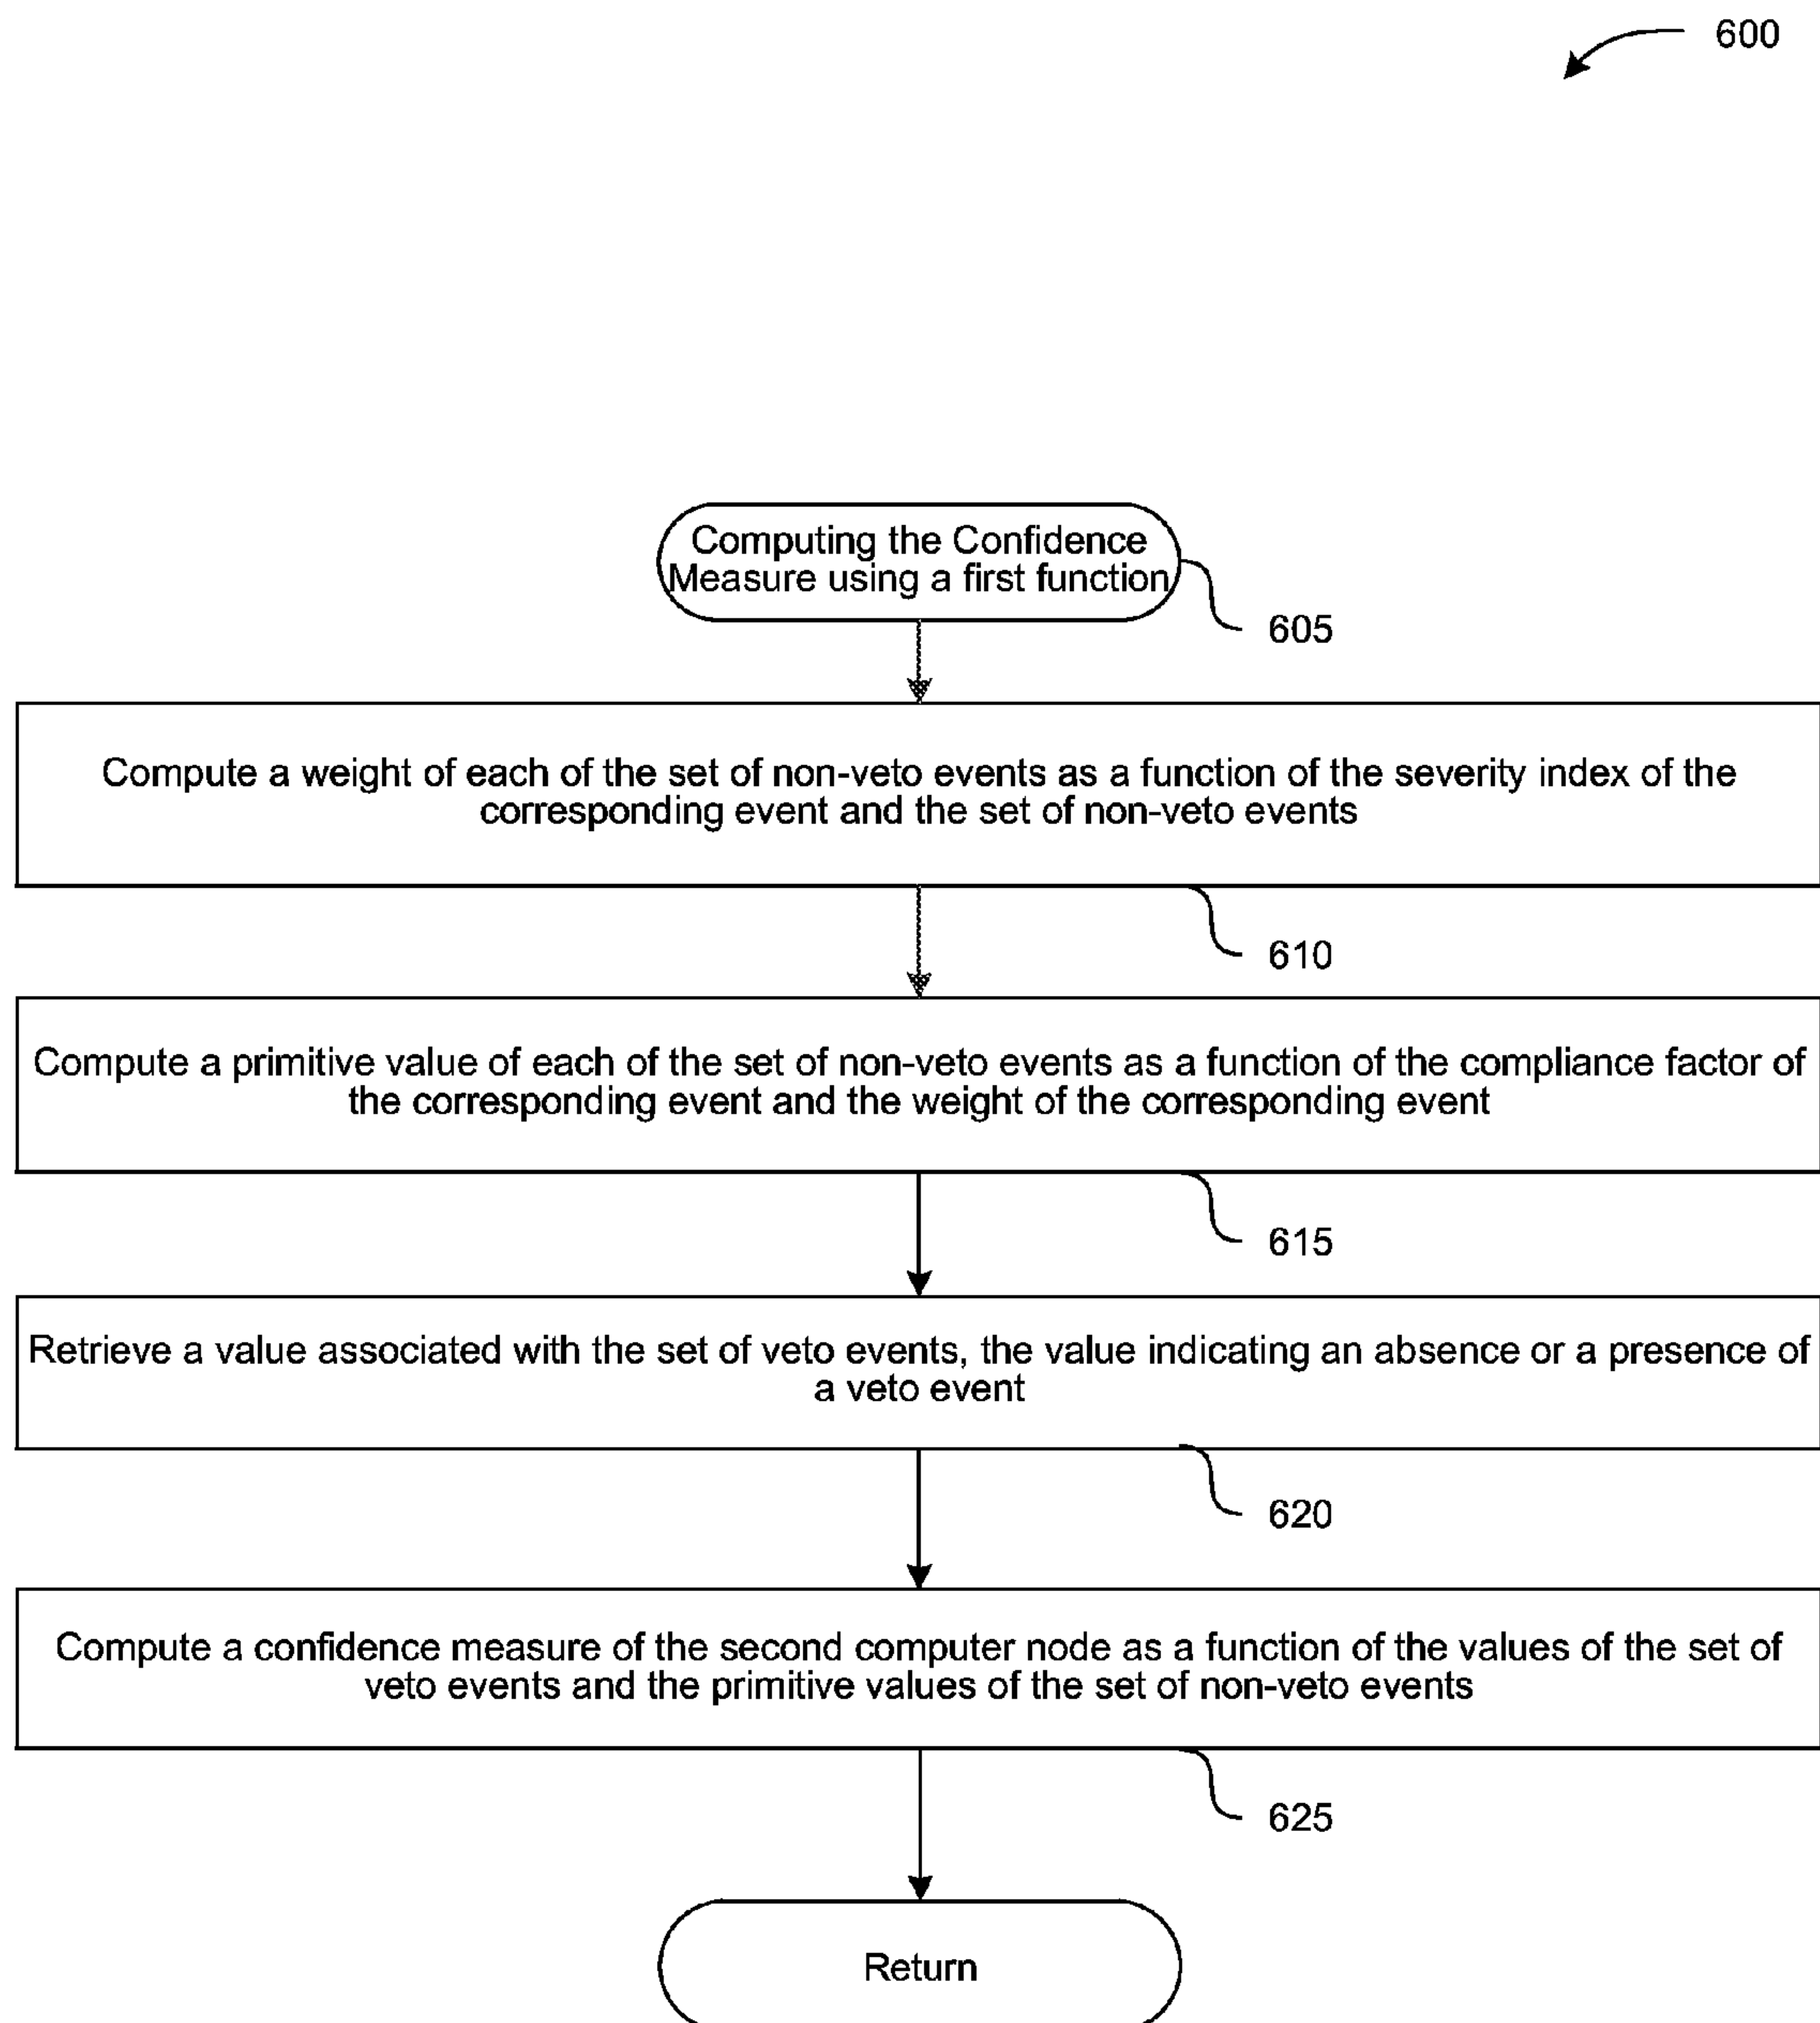 600
Computing the Confidence
Measure using a first function
605
Compute a weight of each of the set of non-veto events as a function of the severity index of the
corresponding event and the set of non-veto events
610
Compute a primitive value of each of the set of non-veto events as a function of the compliance factor of
the corresponding event and the weight of the corresponding event
615
Retrieve a value associated with the set of veto events, the value indicating an absence or a presence of
a veto event
620
Compute a confidence measure of the second computer node as a function of the values of the set of
veto events and the primitive values of the set of non-veto events
625
Return